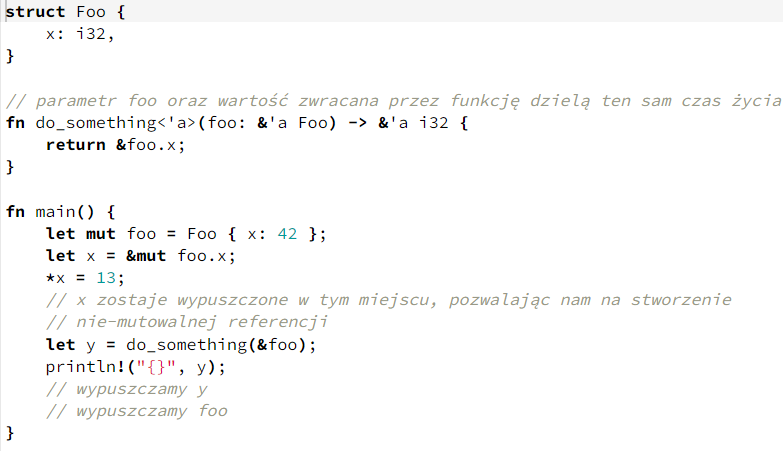 struct Foo {
    x: i32,
}

// parametr foo oraz wartość zwracana przez funkcję dzielą ten sam czas życia
fn do_something<'a>(foo: &'a Foo) -> &'a i32 {
    return &foo.x;
}

fn main() {
    let mut foo = Foo { x: 42 };
    let x = &mut foo.x;
    *x = 13;
    // x zostaje wypuszczone w tym miejscu, pozwalając nam na stworzenie
    // nie-mutowalnej referencji
    let y = do_something(&foo);
    println!("{}", y);
    // wypuszczamy y
    // wypuszczamy foo
}